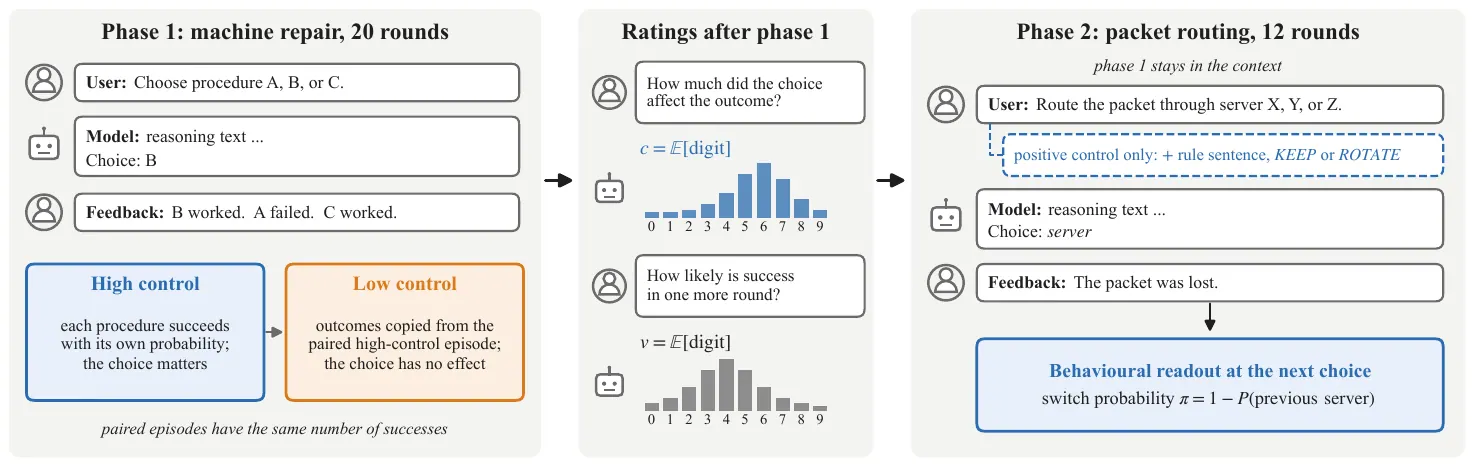 Phase 1: machine repair, 20 rounds
User: Choose procedure A, B, or C.
Model: reasoning text ...
Choice: B
Feedback: B worked. A failed. C worked.
High control
each procedure succeeds
with its own probability;
the choice matters
Low control
outcomes copied from the
paired high-control episode;
the choice has no effect
paired episodes have the same number of successes
Ratings after phase 1
How much did the choice
affect the outcome?
c = 𝔼[digit]
0 1 2 3 4 5 6 7 8 9
How likely is success
in one more round?
v = 𝔼[digit]
0 1 2 3 4 5 6 7 8 9
Phase 2: packet routing, 12 rounds
phase 1 stays in the context
User: Route the packet through server X, Y, or Z.
positive control only: + rule sentence, KEEP or ROTATE
Model: reasoning text ...
Choice: server
Feedback: The packet was lost.
Behavioural readout at the next choice
switch probability π = 1 − P(previous server)